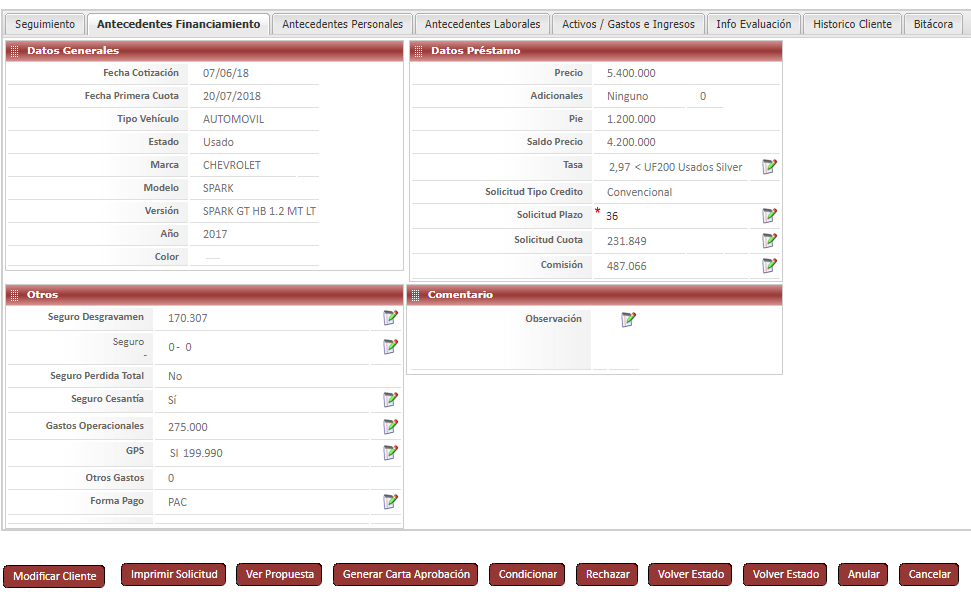 Seguimiento Antecedentes Financiamiento Antecedentes Personales Antecedentes Laborales Activos / Gastos e Ingresos Info Evaluación Historico Cliente Bitácora
Datos Generales
Fecha Cotización 07/06/18
Fecha Primera Cuota 20/07/2018
Tipo Vehículo AUTOMOVIL
Estado Usado
Marca CHEVROLET
Modelo SPARK
Versión SPARK GT HB 1.2 MT LT
Año 2017
Color
Datos Préstamo
Precio 5.400.000
Adicionales Ninguno 0
Pie 1.200.000
Saldo Precio 4.200.000
Tasa 2,97 < UF200 Usados Silver
Solicitud Tipo Credito Convencional
Solicitud Plazo * 36
Solicitud Cuota 231.849
Comisión 487.066
Otros
Seguro Desgravamen 170.307
Seguro
- 0 - 0
Seguro Perdida Total No
Seguro Cesantía Sí
Gastos Operacionales 275.000
GPS SI 199.990
Otros Gastos 0
Forma Pago PAC
Comentario
Observación
Modificar Cliente Imprimir Solicitud Ver Propuesta Generar Carta Aprobación Condicionar Rechazar Volver Estado Volver Estado Anular Cancelar